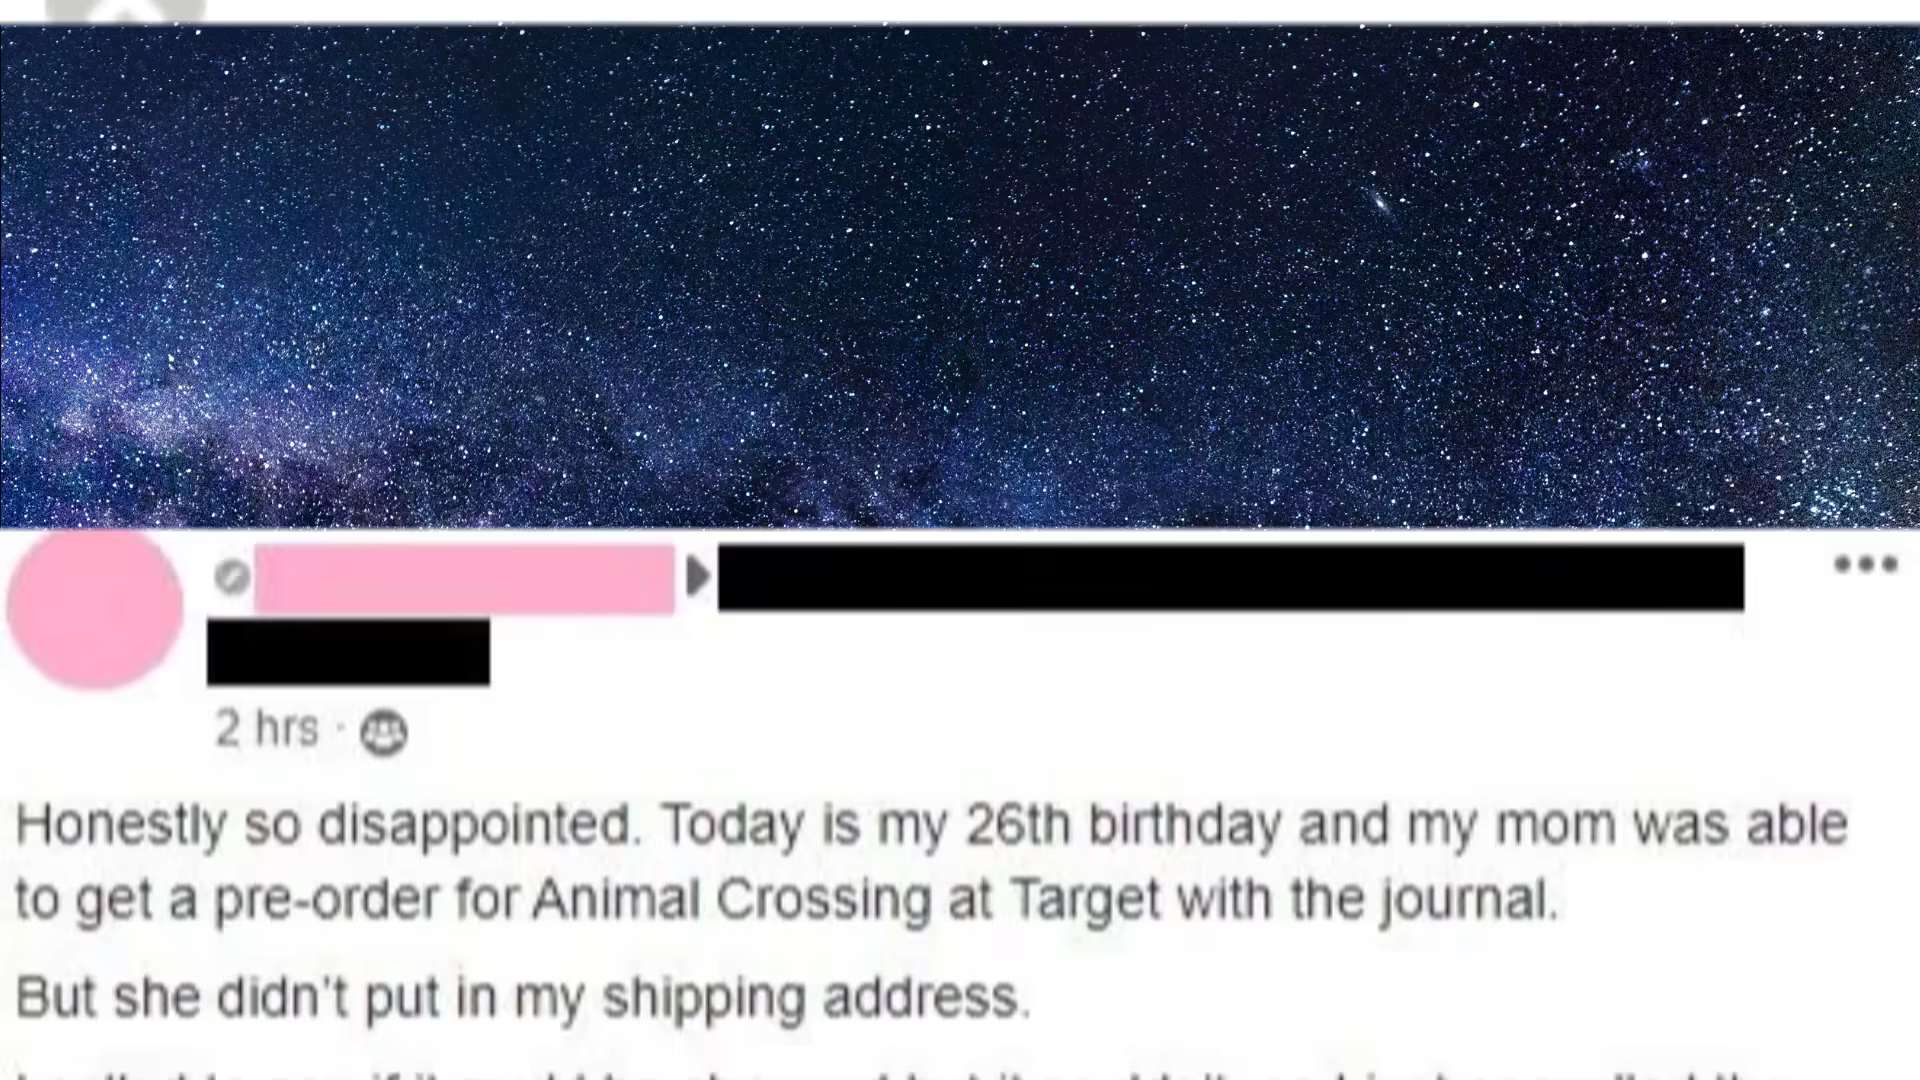 2 hrs ·
Honestly so disappointed. Today is my 26th birthday and my mom was able
to get a pre-order for Animal Crossing at Target with the journal.
But she didn't put in my shipping address.